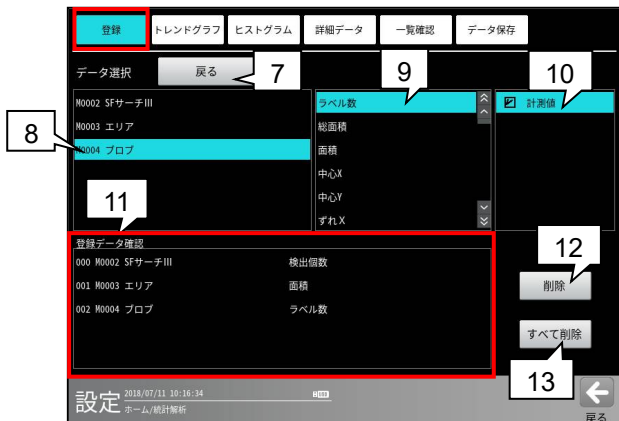 登録 トレンドグラフ ヒストグラム 詳細データ 一覧確認 データ保存
データ選択 戻る 7 9 10
M0002 SFサーチIII ラベル数 計測値
M0003 エリア 総面積
8 M0004 ブロブ 面積
中心X
11 中心Y
ずれX
登録データ確認
000 M0002 SFサーチIII 検出個数 12
001 M0003 エリア 面積 削除
002 M0004 ブロブ ラベル数
すべて削除
13
設定 2018/07/11 10:16:34
ホーム/統計解析
戻る